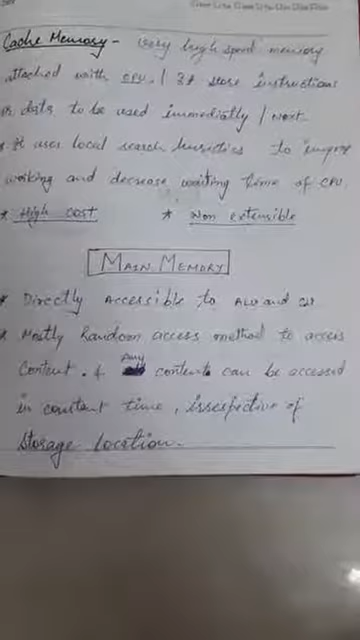 Cache Memory - Very high speed memory
attached with CPU. / It store instructions
or data to be used immediatly / next.
* It uses local search heuristics to
working and decrease waiting time of CPU.
* High cost * Non extensible
MAIN MEMORY
* Directly Accessible to ALU and CU.
* Mostly Random access method to access
Content. & Any contents can be accessed
in constant time, irrespective of
Storage location.